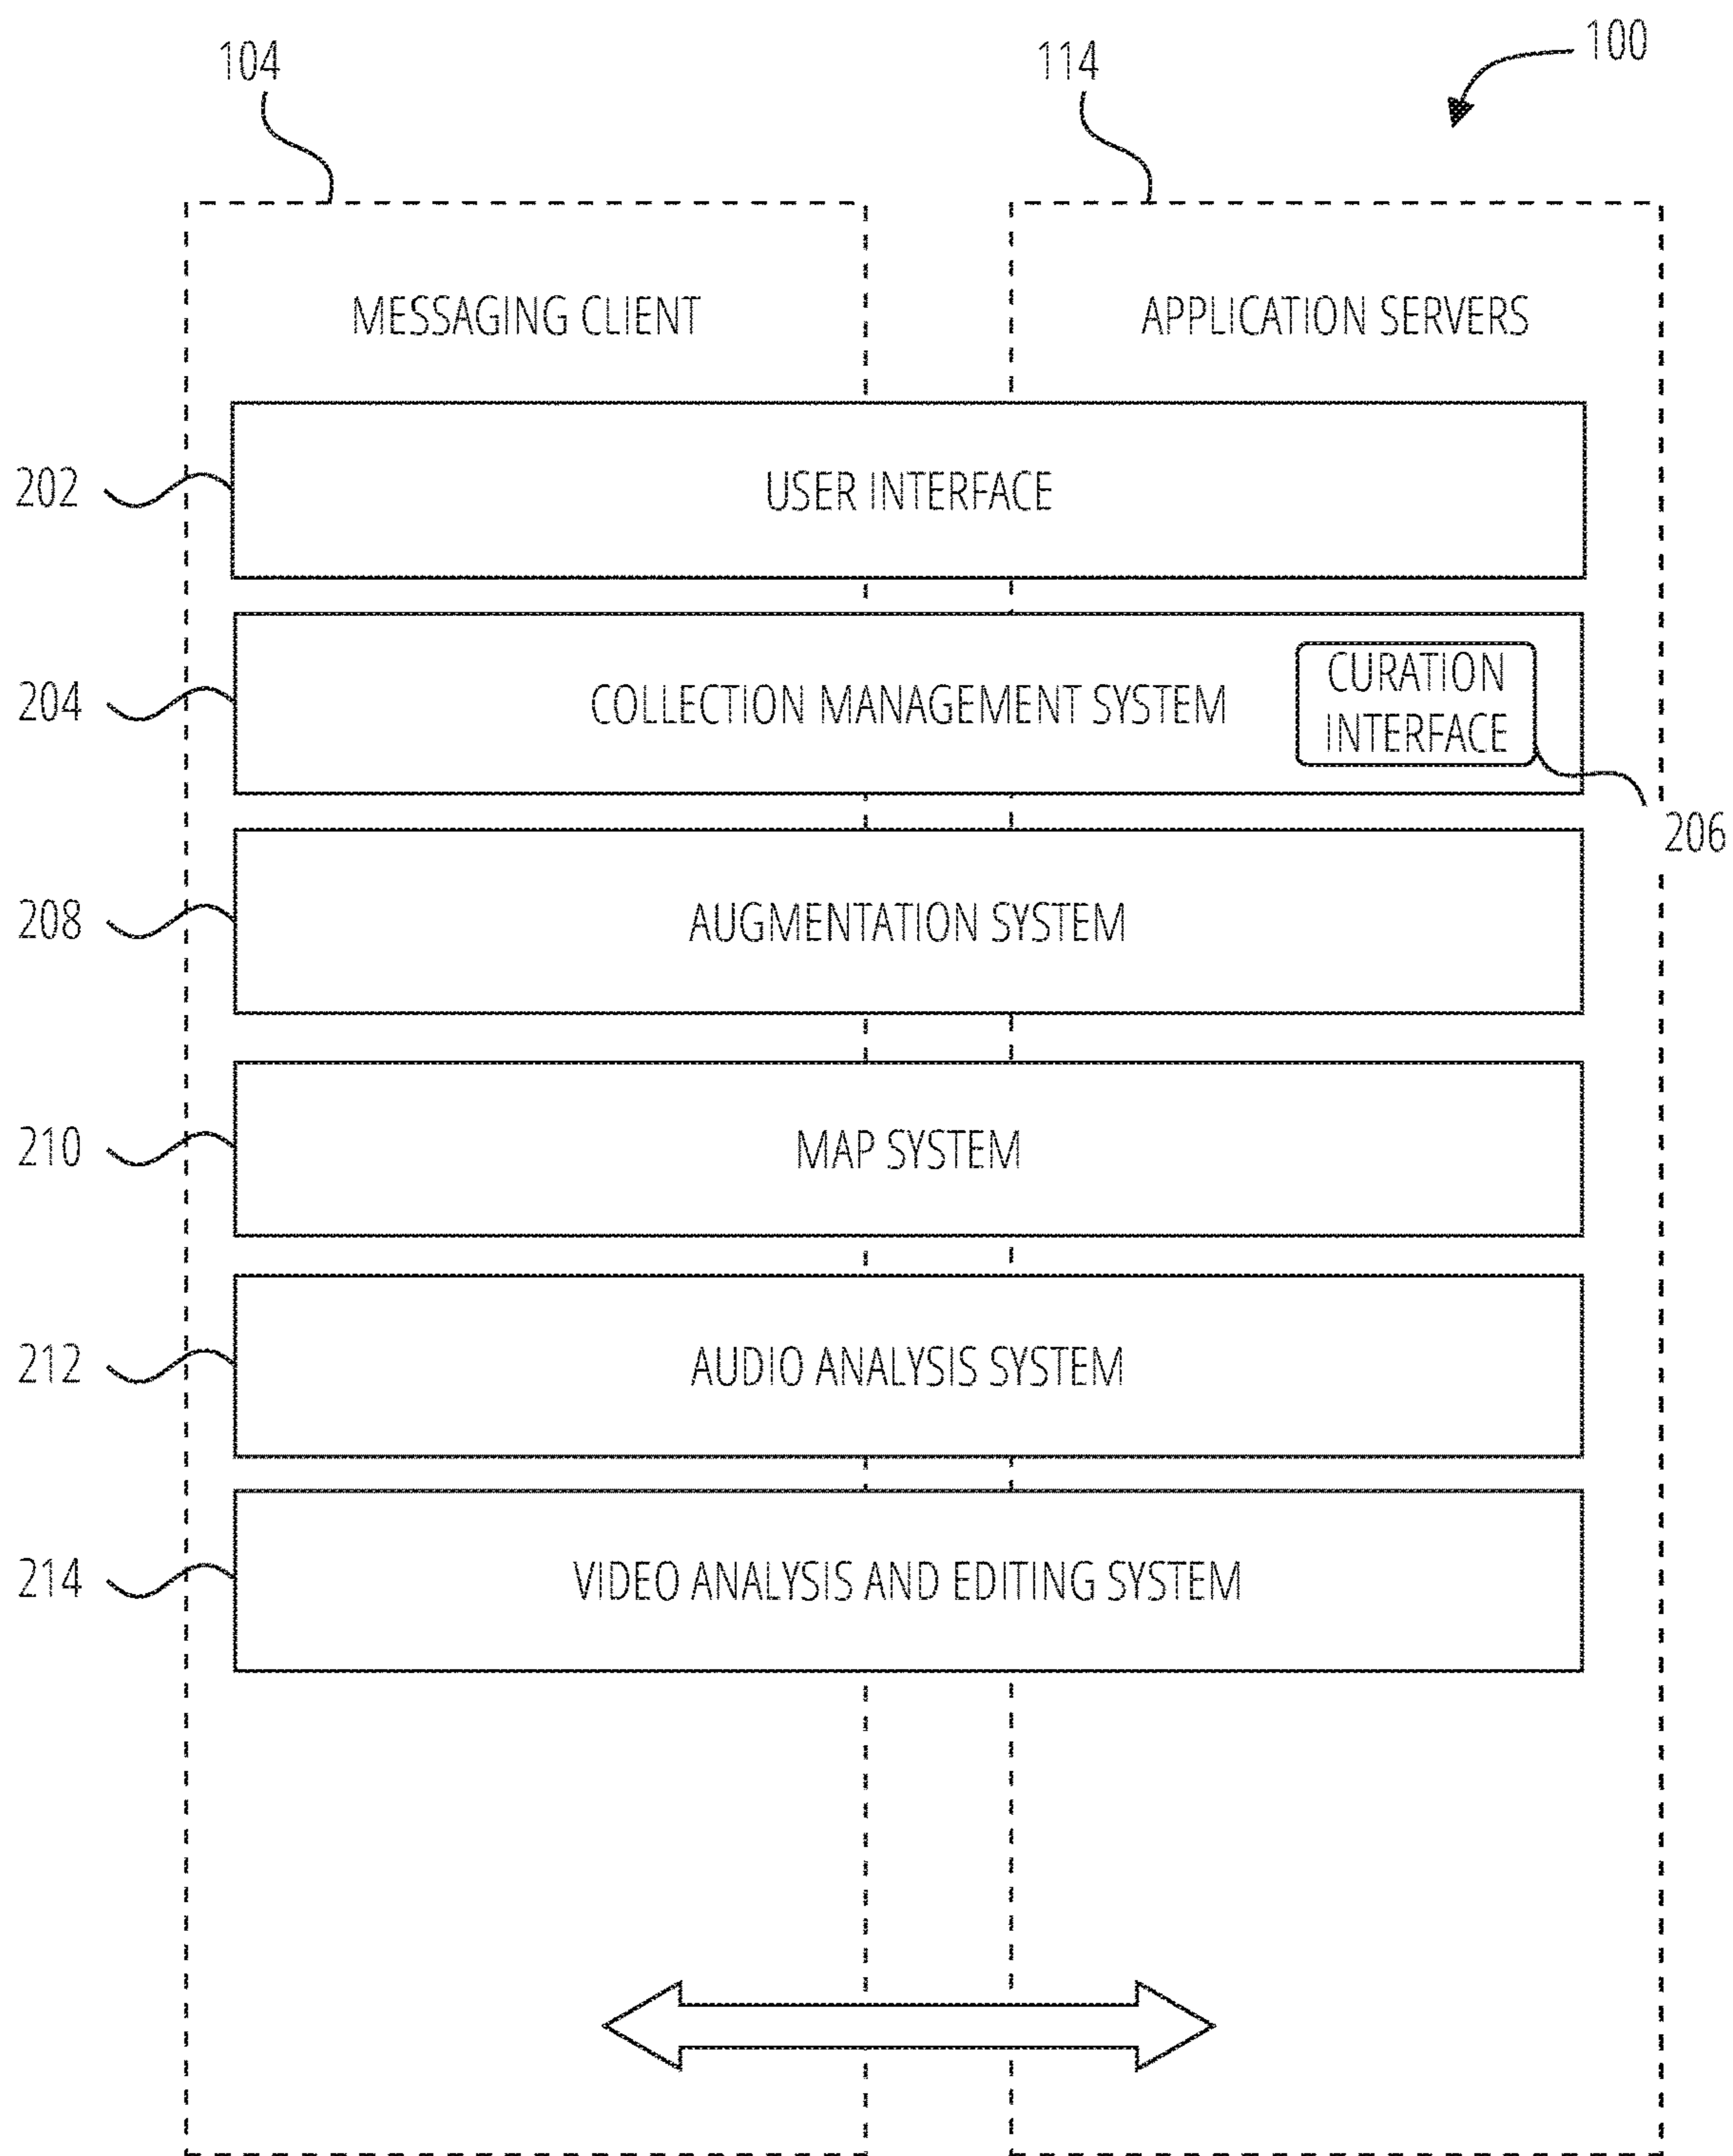 100
104
114
MESSAGING CLIENT
APPLICATION SERVERS
202
USER INTERFACE
204
COLLECTION MANAGEMENT SYSTEM
CURATION
INTERFACE
206
208
AUGMENTATION SYSTEM
210
MAP SYSTEM
212
AUDIO ANALYSIS SYSTEM
214
VIDEO ANALYSIS AND EDITING SYSTEM